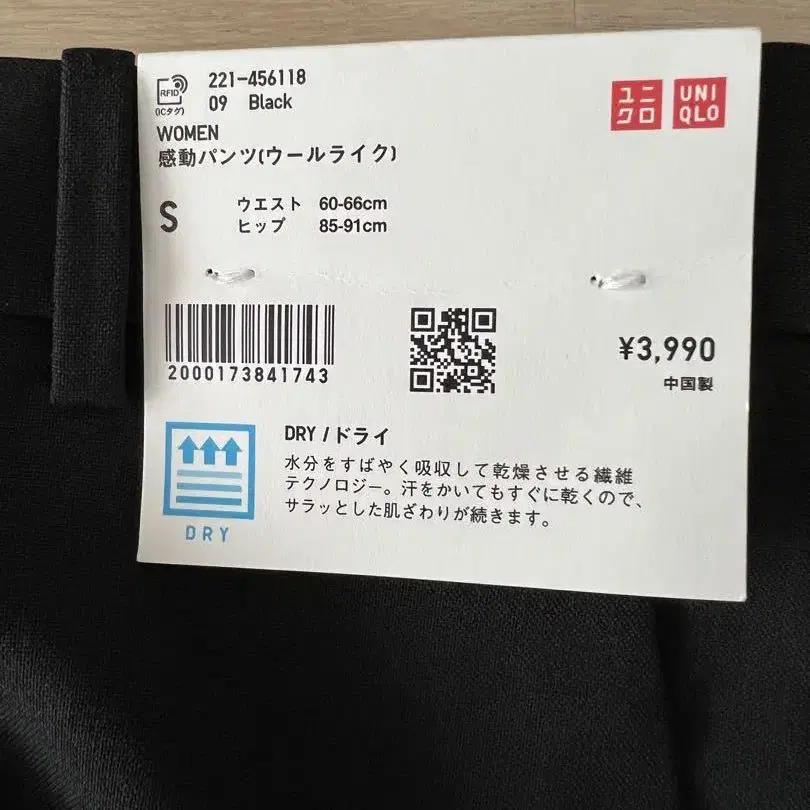 RFID
(ICタグ)
221-456118
09 Black
ユニ
クロ
UNI
QLO
WOMEN
感動パンツ(ウールライク)
S
ウエスト 60-66cm
ヒップ 85-91cm
2000173841743
¥3,990
中国製
DRY
DRY / ドライ
水分をすばやく吸収して乾燥させる繊維
テクノロジー。汗をかいてもすぐに乾くので、
サラッとした肌ざわりが続きます。